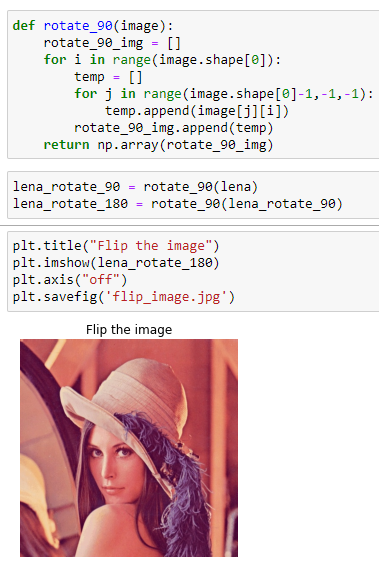 def rotate_90(image):
    rotate_90_img = []
    for i in range(image.shape[0]):
        temp = []
        for j in range(image.shape[0]-1,-1,-1):
            temp.append(image[j][i])
        rotate_90_img.append(temp)
    return np.array(rotate_90_img)
lena_rotate_90 = rotate_90(lena)
lena_rotate_180 = rotate_90(lena_rotate_90)
plt.title("Flip the image")
plt.imshow(lena_rotate_180)
plt.axis("off")
plt.savefig('flip_image.jpg')
Flip the image